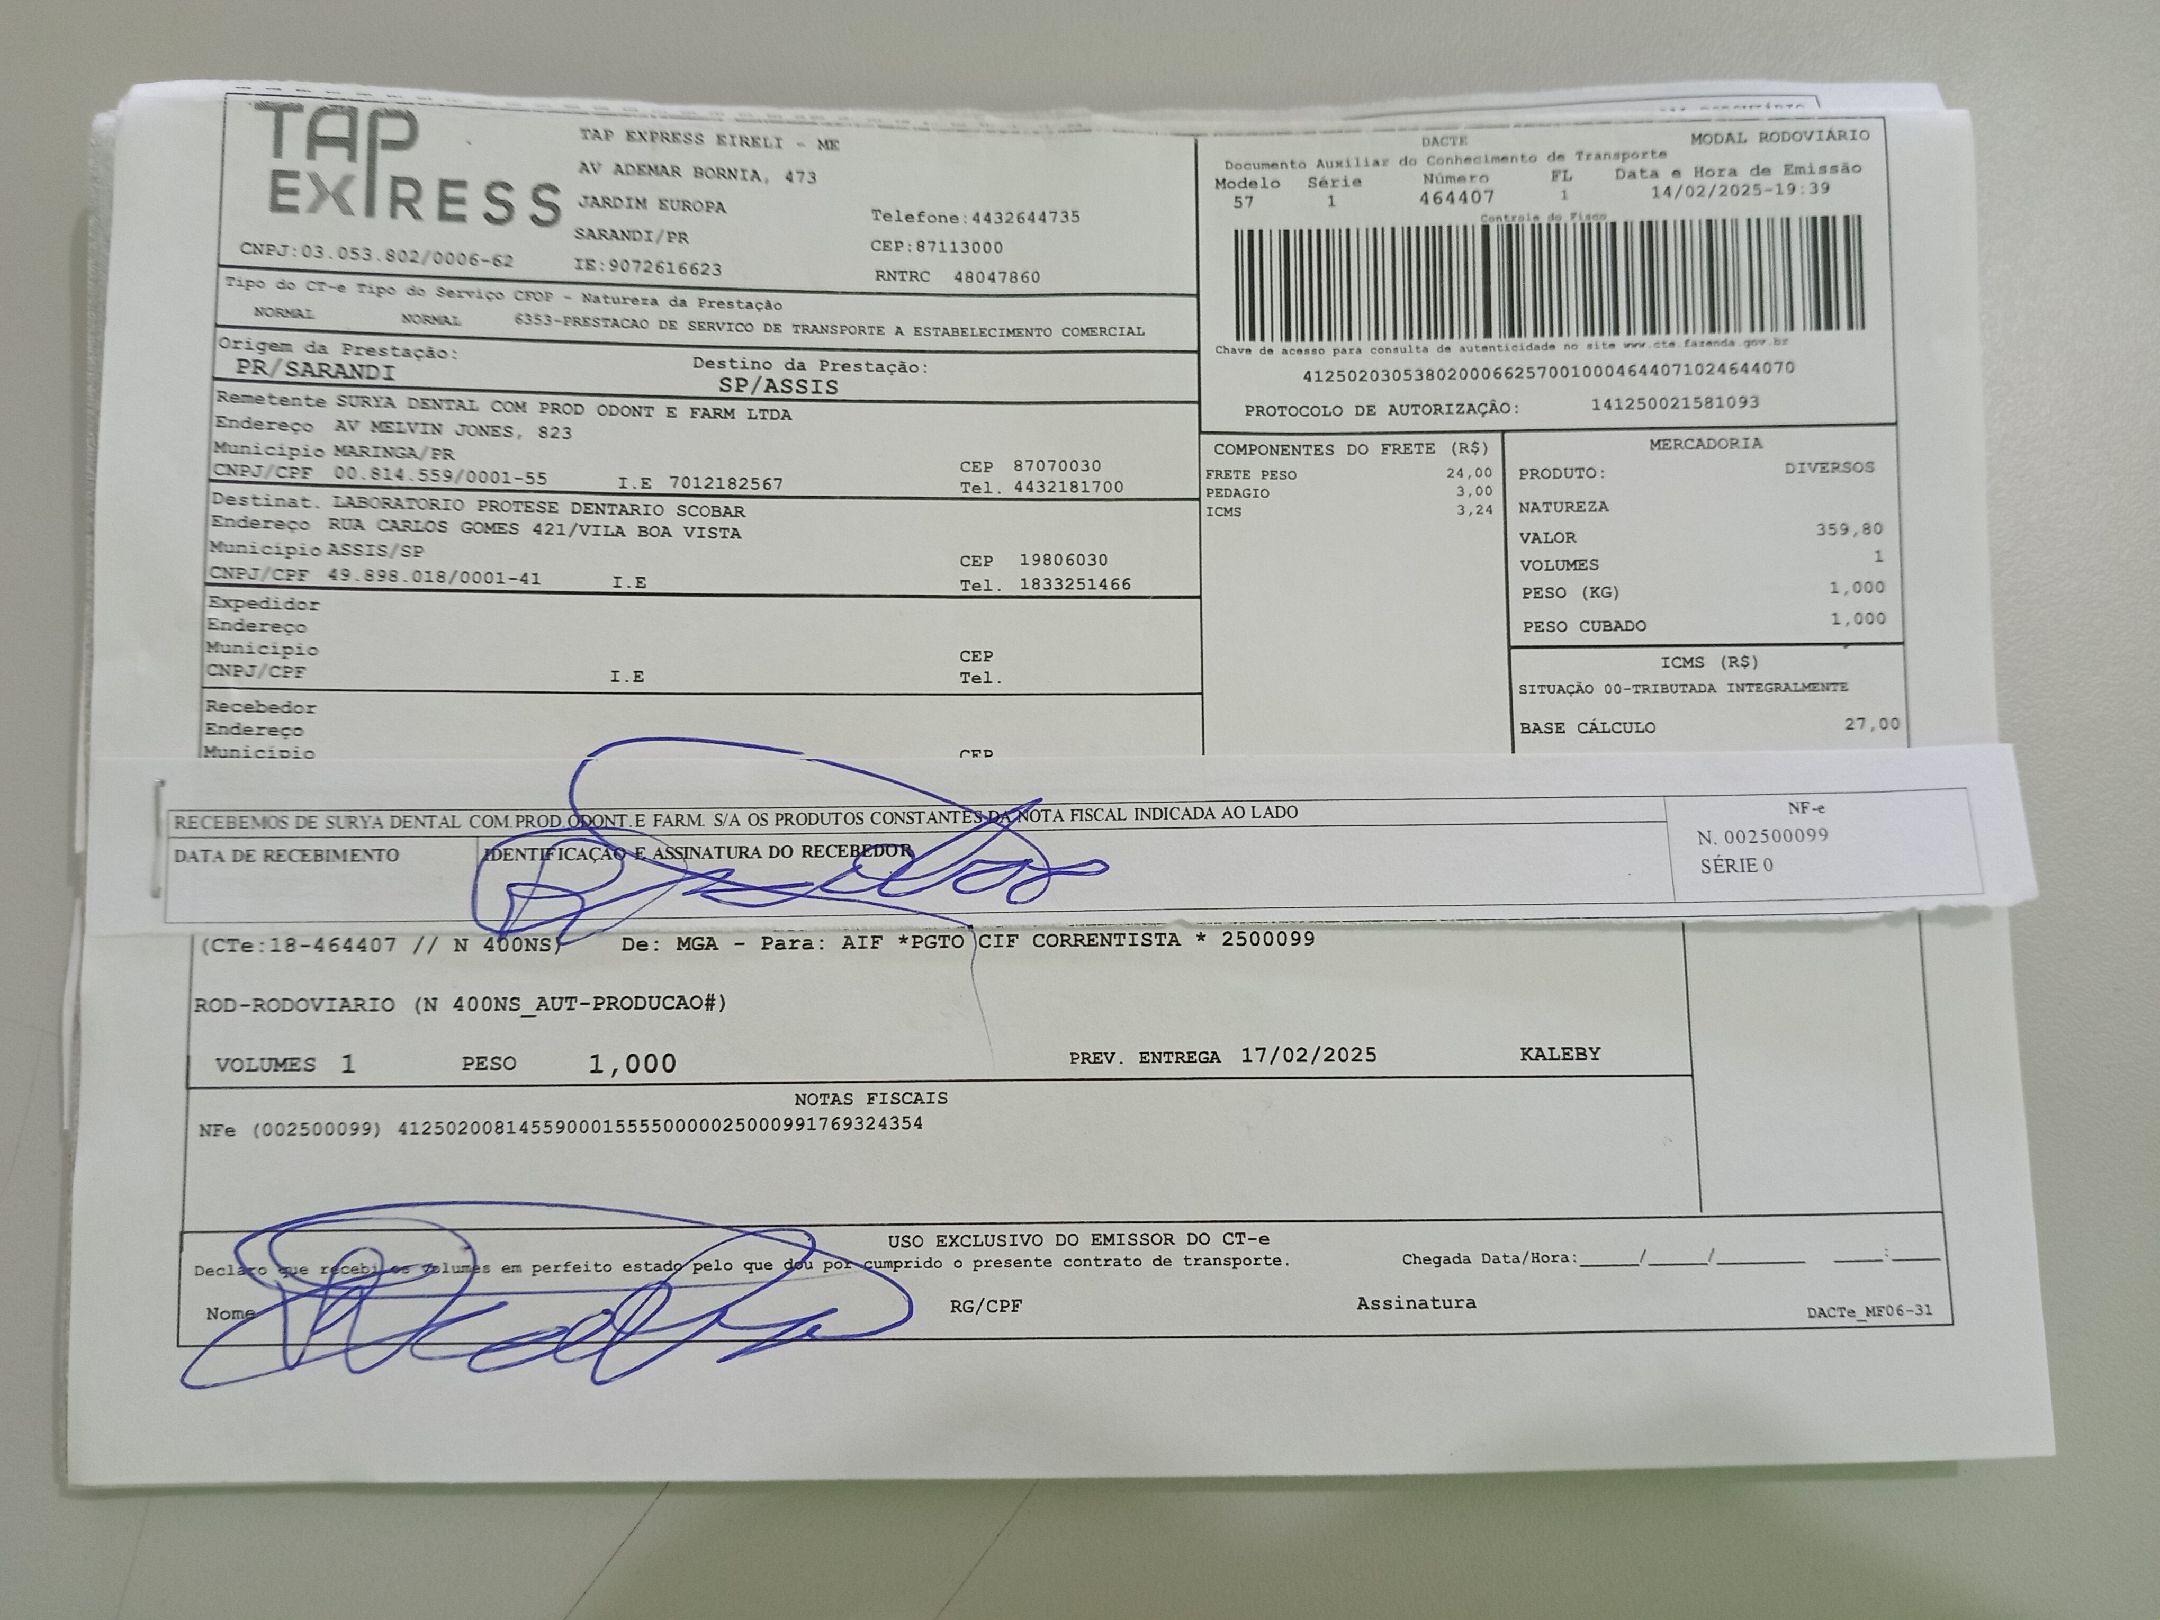 TAP
EXPRESS
CNPJ:03.053.802/0006-62
TAP EXPRESS EIRELI - ME
AV ADEMAR BORNIA, 473
JARDIM EUROPA
SARANDI/PR
IE:9072616623
Telefone:4432644735
CEP:87113000
RNTRC 48047860
DACTE MODAL RODOVIÁRIO
Documento Auxiliar do Conhecimento de Transporte
Modelo Série Número FL Data e Hora de Emissão
57 1 464407 1 14/02/2025-19:39
Controle do Fisco
Chave de acesso para consulta de autenticidade no site www.cte.fazenda.gov.br
41250203053802000662570010004644071024644070
PROTOCOLO DE AUTORIZAÇÃO: 141250021581093
Tipo do CT-e Tipo do Serviço CFOP - Natureza da Prestação
NORMAL NORMAL 6353-PRESTACAO DE SERVICO DE TRANSPORTE A ESTABELECIMENTO COMERCIAL
Origem da Prestação: Destino da Prestação:
PR/SARANDI SP/ASSIS
Remetente SURYA DENTAL COM PROD ODONT E FARM LTDA
Endereço AV MELVIN JONES, 823
Município MARINGA/PR CEP 87070030
CNPJ/CPF 00.814.559/0001-55 I.E 7012182567 Tel. 4432181700
Destinat. LABORATORIO PROTESE DENTARIO SCOBAR
Endereço RUA CARLOS GOMES 421/VILA BOA VISTA
Município ASSIS/SP CEP 19806030
CNPJ/CPF 49.898.018/0001-41 I.E Tel. 1833251466
Expedidor
Endereço
Município CEP
CNPJ/CPF I.E Tel.
Recebedor
Endereço
Município CEP
COMPONENTES DO FRETE (R$)
FRETE PESO 24,00
PEDAGIO 3,00
ICMS 3,24
MERCADORIA
PRODUTO: DIVERSOS
NATUREZA
VALOR 359,80
VOLUMES 1
PESO (KG) 1,000
PESO CUBADO 1,000
ICMS (R$)
SITUAÇÃO 00-TRIBUTADA INTEGRALMENTE
BASE CÁLCULO 27,00
RECEBEMOS DE SURYA DENTAL COM.PROD.ODONT.E FARM. S/A OS PRODUTOS CONSTANTES DA NOTA FISCAL INDICADA AO LADO
DATA DE RECEBIMENTO IDENTIFICAÇÃO E ASSINATURA DO RECEBEDOR
NF-e
N. 002500099
SÉRIE 0
(CTe:18-464407 // N 400NS) De: MGA - Para: AIF *PGTO CIF CORRENTISTA * 2500099
ROD-RODOVIARIO (N 400NS_AUT-PRODUCAO#)
VOLUMES 1 PESO 1,000 PREV. ENTREGA 17/02/2025 KALEBY
NOTAS FISCAIS
NFe (002500099) 41250200814559000155550000025000991769324354
USO EXCLUSIVO DO EMISSOR DO CT-e
Declaro que recebi os volumes em perfeito estado pelo que dou por cumprido o presente contrato de transporte. Chegada Data/Hora:_____/_____/_______ ____:____
Nome RG/CPF Assinatura DACTe_MF06-31